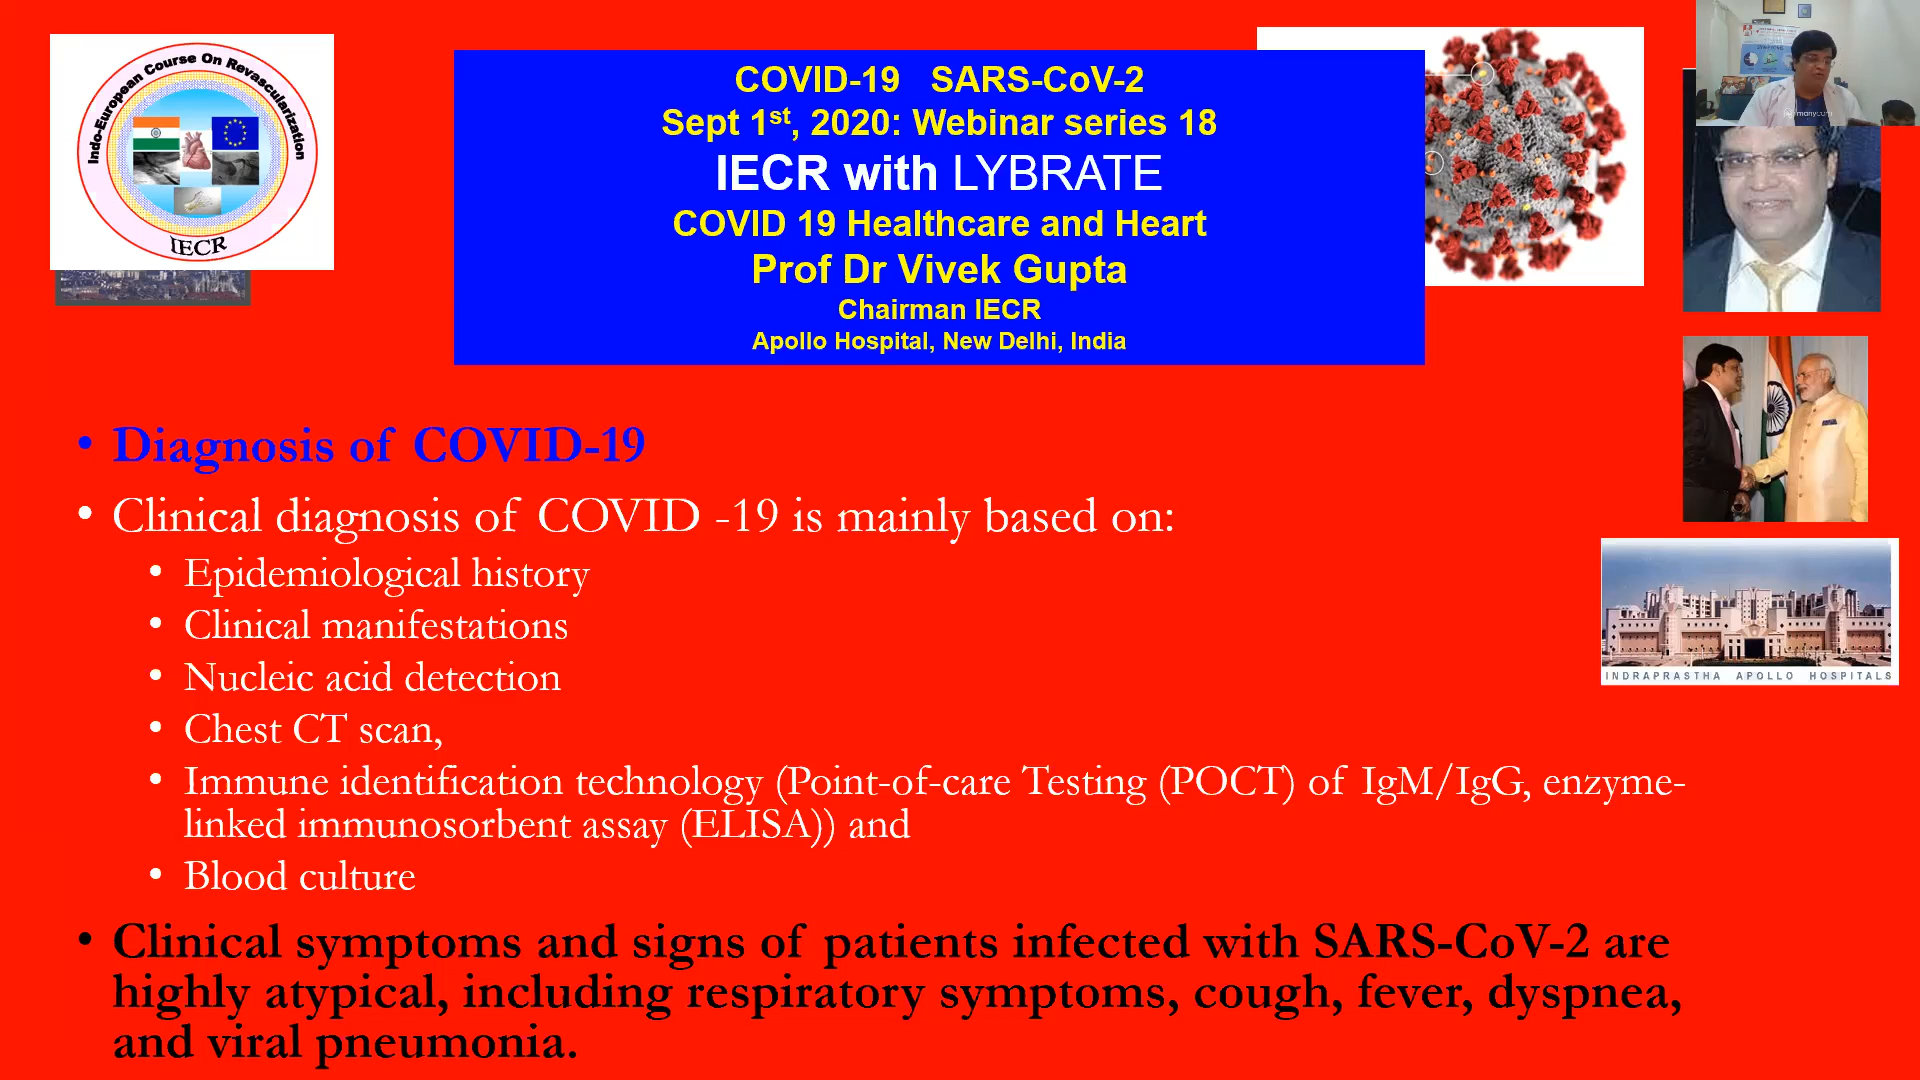 Indo-European Course On Revascularization
IECR
COVID-19 SARS-CoV-2
Sept 1st, 2020: Webinar series 18
IECR with LYBRATE
COVID 19 Healthcare and Heart
Prof Dr Vivek Gupta
Chairman IECR
Apollo Hospital, New Delhi, India
• Diagnosis of COVID-19
• Clinical diagnosis of COVID -19 is mainly based on:
• Epidemiological history
• Clinical manifestations
• Nucleic acid detection
• Chest CT scan,
• Immune identification technology (Point-of-care Testing (POCT) of IgM/IgG, enzyme-
linked immunosorbent assay (ELISA)) and
• Blood culture
• Clinical symptoms and signs of patients infected with SARS-CoV-2 are
highly atypical, including respiratory symptoms, cough, fever, dyspnea,
and viral pneumonia.
INDRAPRASTHA APOLLO HOSPITALS